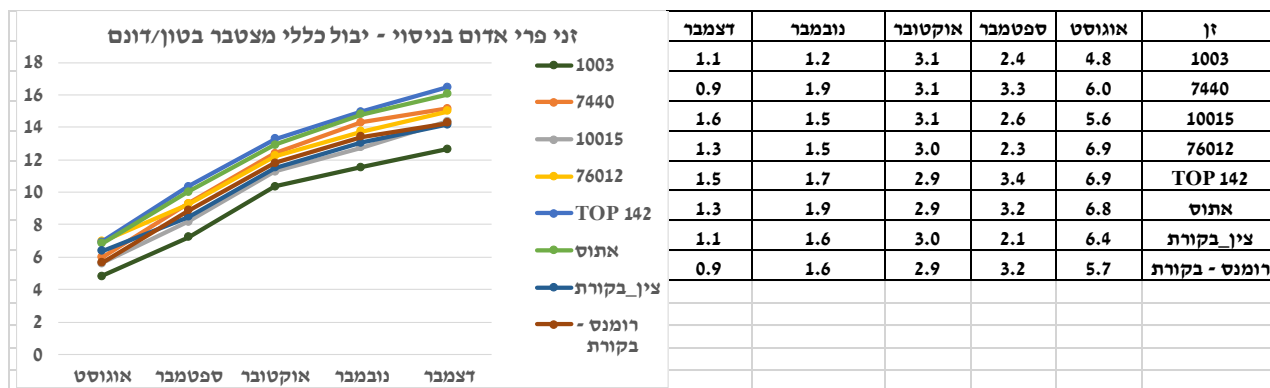 זני פרי אדום בניסוי - יבול כללי מצטבר בטון/דונם
18
16
14
12
10
8
6
4
2
0
אוגוסט ספטמבר אוקטובר נובמבר דצמבר
1003
7440
10015
76012
TOP 142
אתוס
צין_בקורת
רומנס -
בקורת
זן אוגוסט ספטמבר אוקטובר נובמבר דצמבר
1003 4.8 2.4 3.1 1.2 1.1
7440 6.0 3.3 3.1 1.9 0.9
10015 5.6 2.6 3.1 1.5 1.6
76012 6.9 2.3 3.0 1.5 1.3
TOP 142 6.9 3.4 2.9 1.7 1.5
אתוס 6.8 3.2 2.9 1.9 1.3
צין_בקורת 6.4 2.1 3.0 1.6 1.1
רומנס - בקורת 5.7 3.2 2.9 1.6 0.9